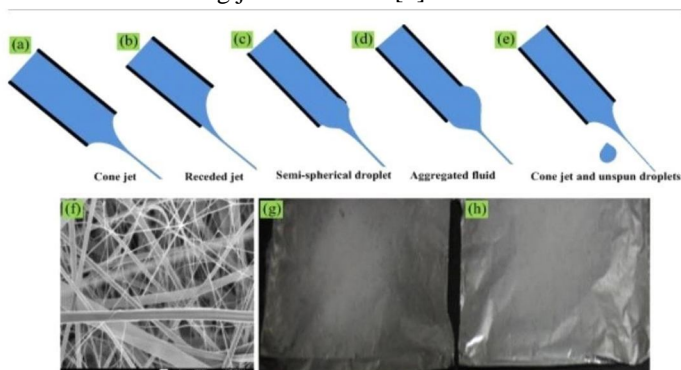 (a)
(b)
(c)
(d)
(e)
Cone jet
Receded jet
Semi-spherical droplet
Aggregated fluid
Cone jet and unspun droplets
(f)
(g)
(h)